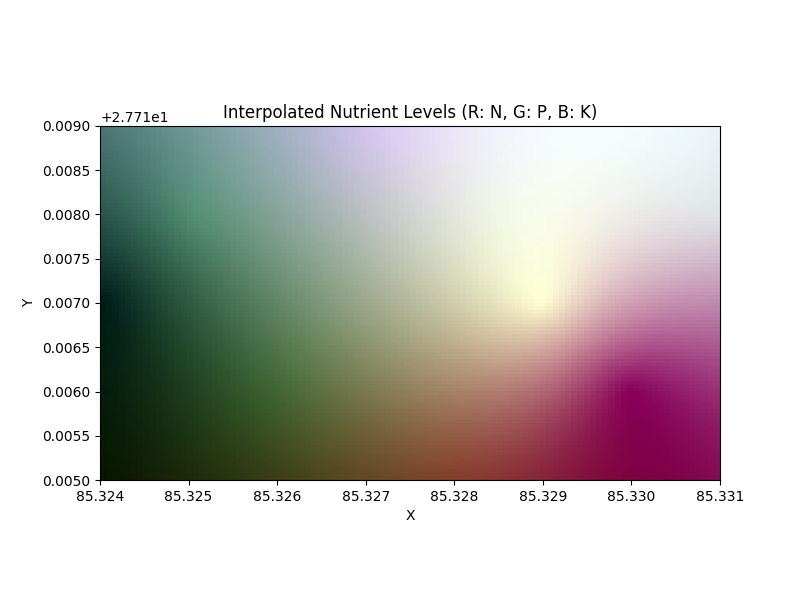 Interpolated Nutrient Levels (R: N, G: P, B: K)
+2.771e1
0.0090
0.0085
0.0080
0.0075
0.0070
0.0065
0.0060
0.0055
0.0050
Y
85.324 85.325 85.326 85.327 85.328 85.329 85.330 85.331
X